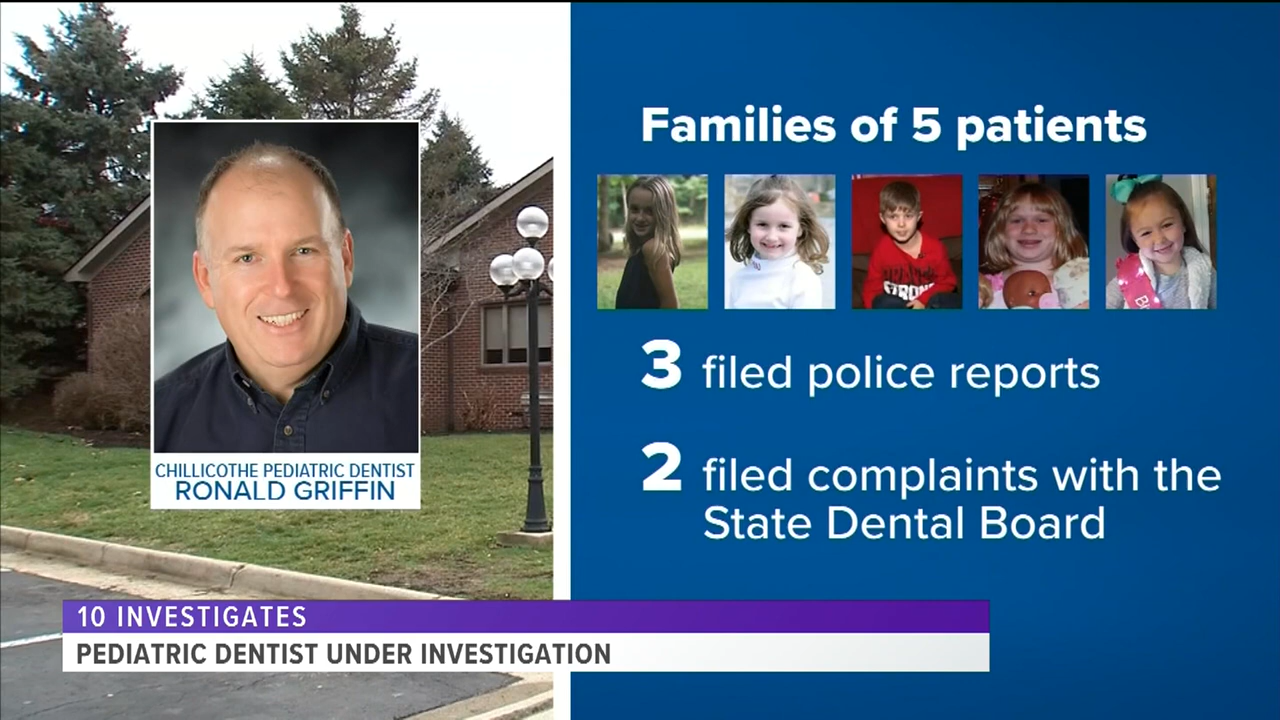 CHILLICOTHE PEDIATRIC DENTIST
RONALD GRIFFIN
Families of 5 patients
3 filed police reports
2 filed complaints with the
State Dental Board
10 INVESTIGATES
PEDIATRIC DENTIST UNDER INVESTIGATION
STRONG